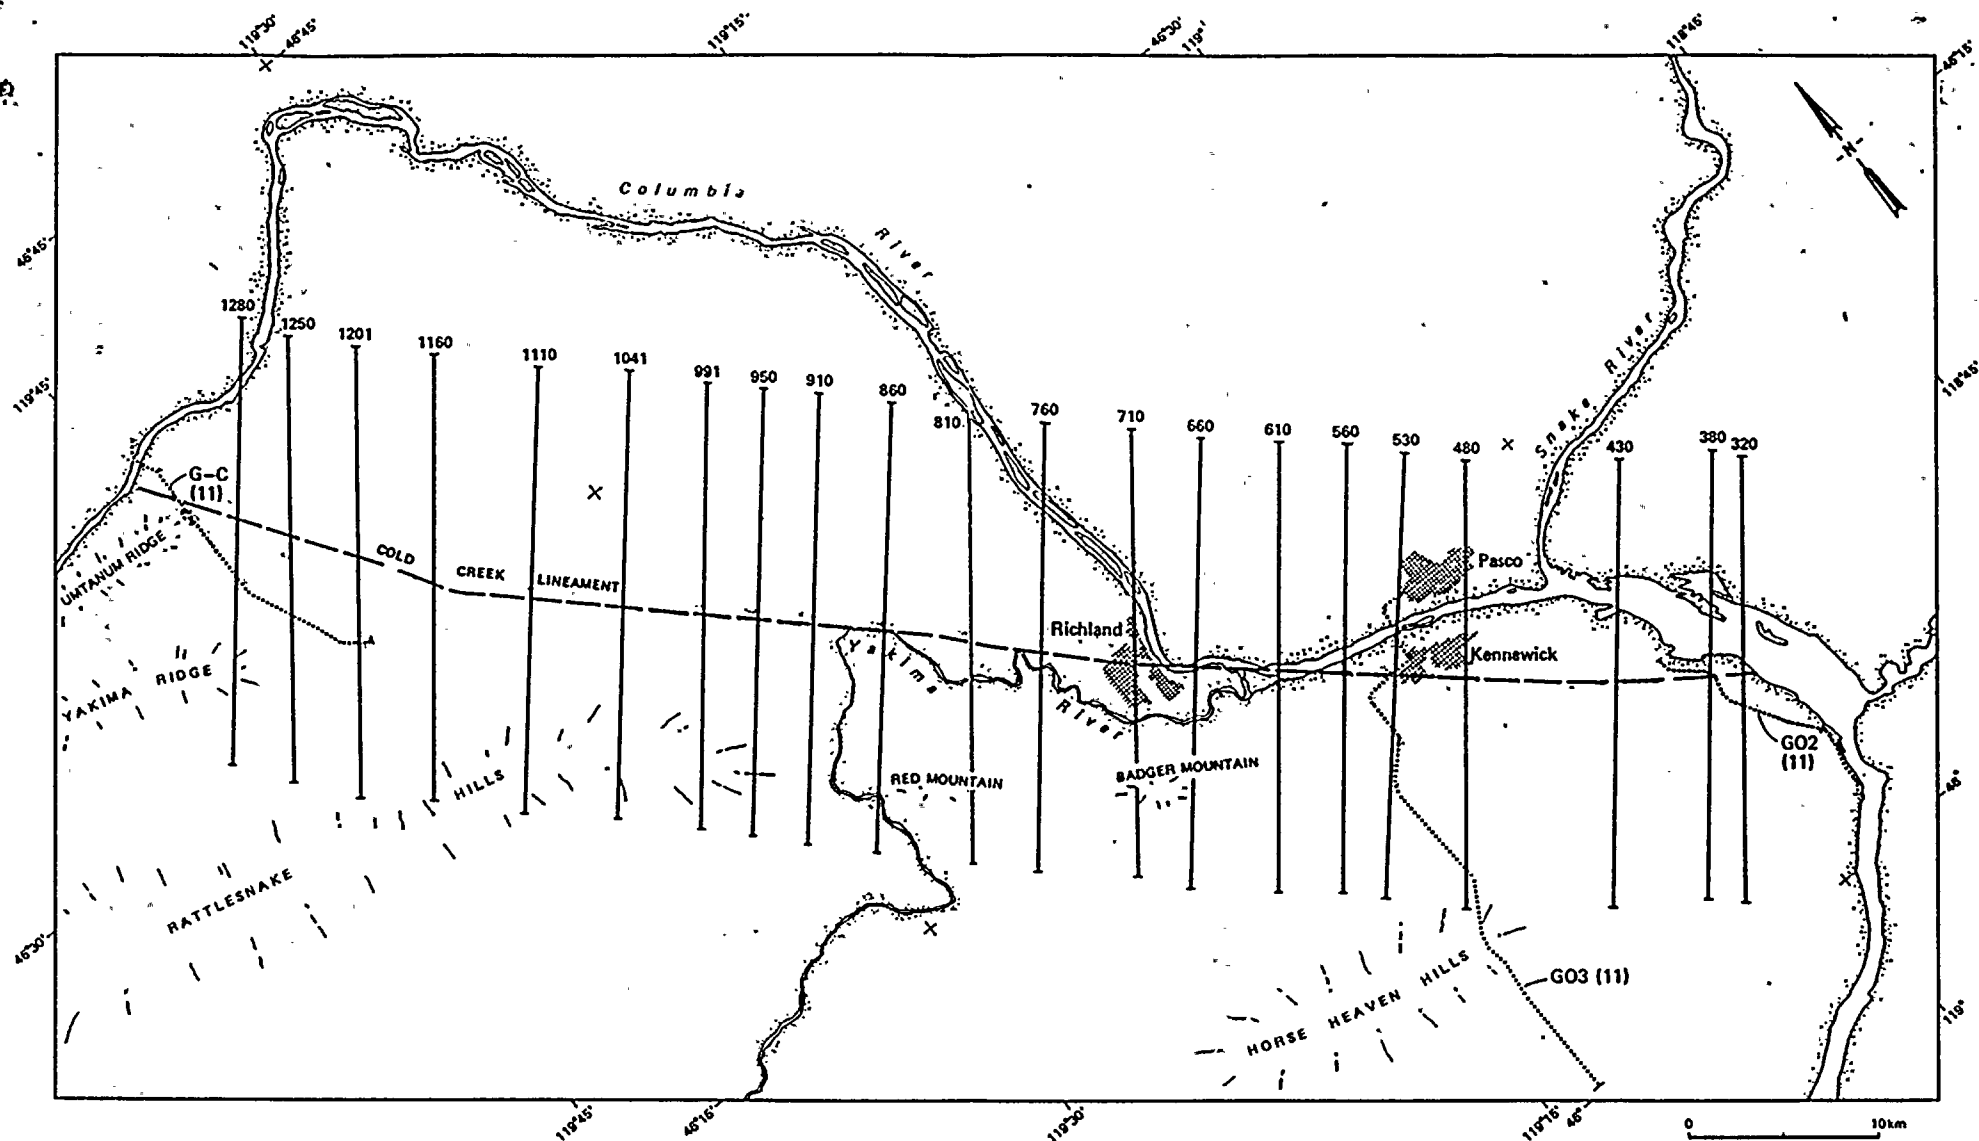 119°30'
46°45'
119°15'
46°30'
119°
118°45'
46°15'
N
Columbia
River
46°45'
1280
1250
1201
1160
1110
1041
991
950
910
860
810
760
710
660
610
560
530
480
430
380
320
Snake River
119°45'
118°45'
G-C
(11)
COLD
CREEK LINEAMENT
UMTANUM RIDGE
Pasco
Richland
Yakima
River
Kennewick
YAKIMA RIDGE
GO2
(11)
HILLS
RED MOUNTAIN
BADGER MOUNTAIN
46°
RATTLESNAKE
46°30'
HORSE HEAVEN HILLS
GO3 (11)
119°
119°45'
46°15'
119°30'
119°15'
46°
0 10km